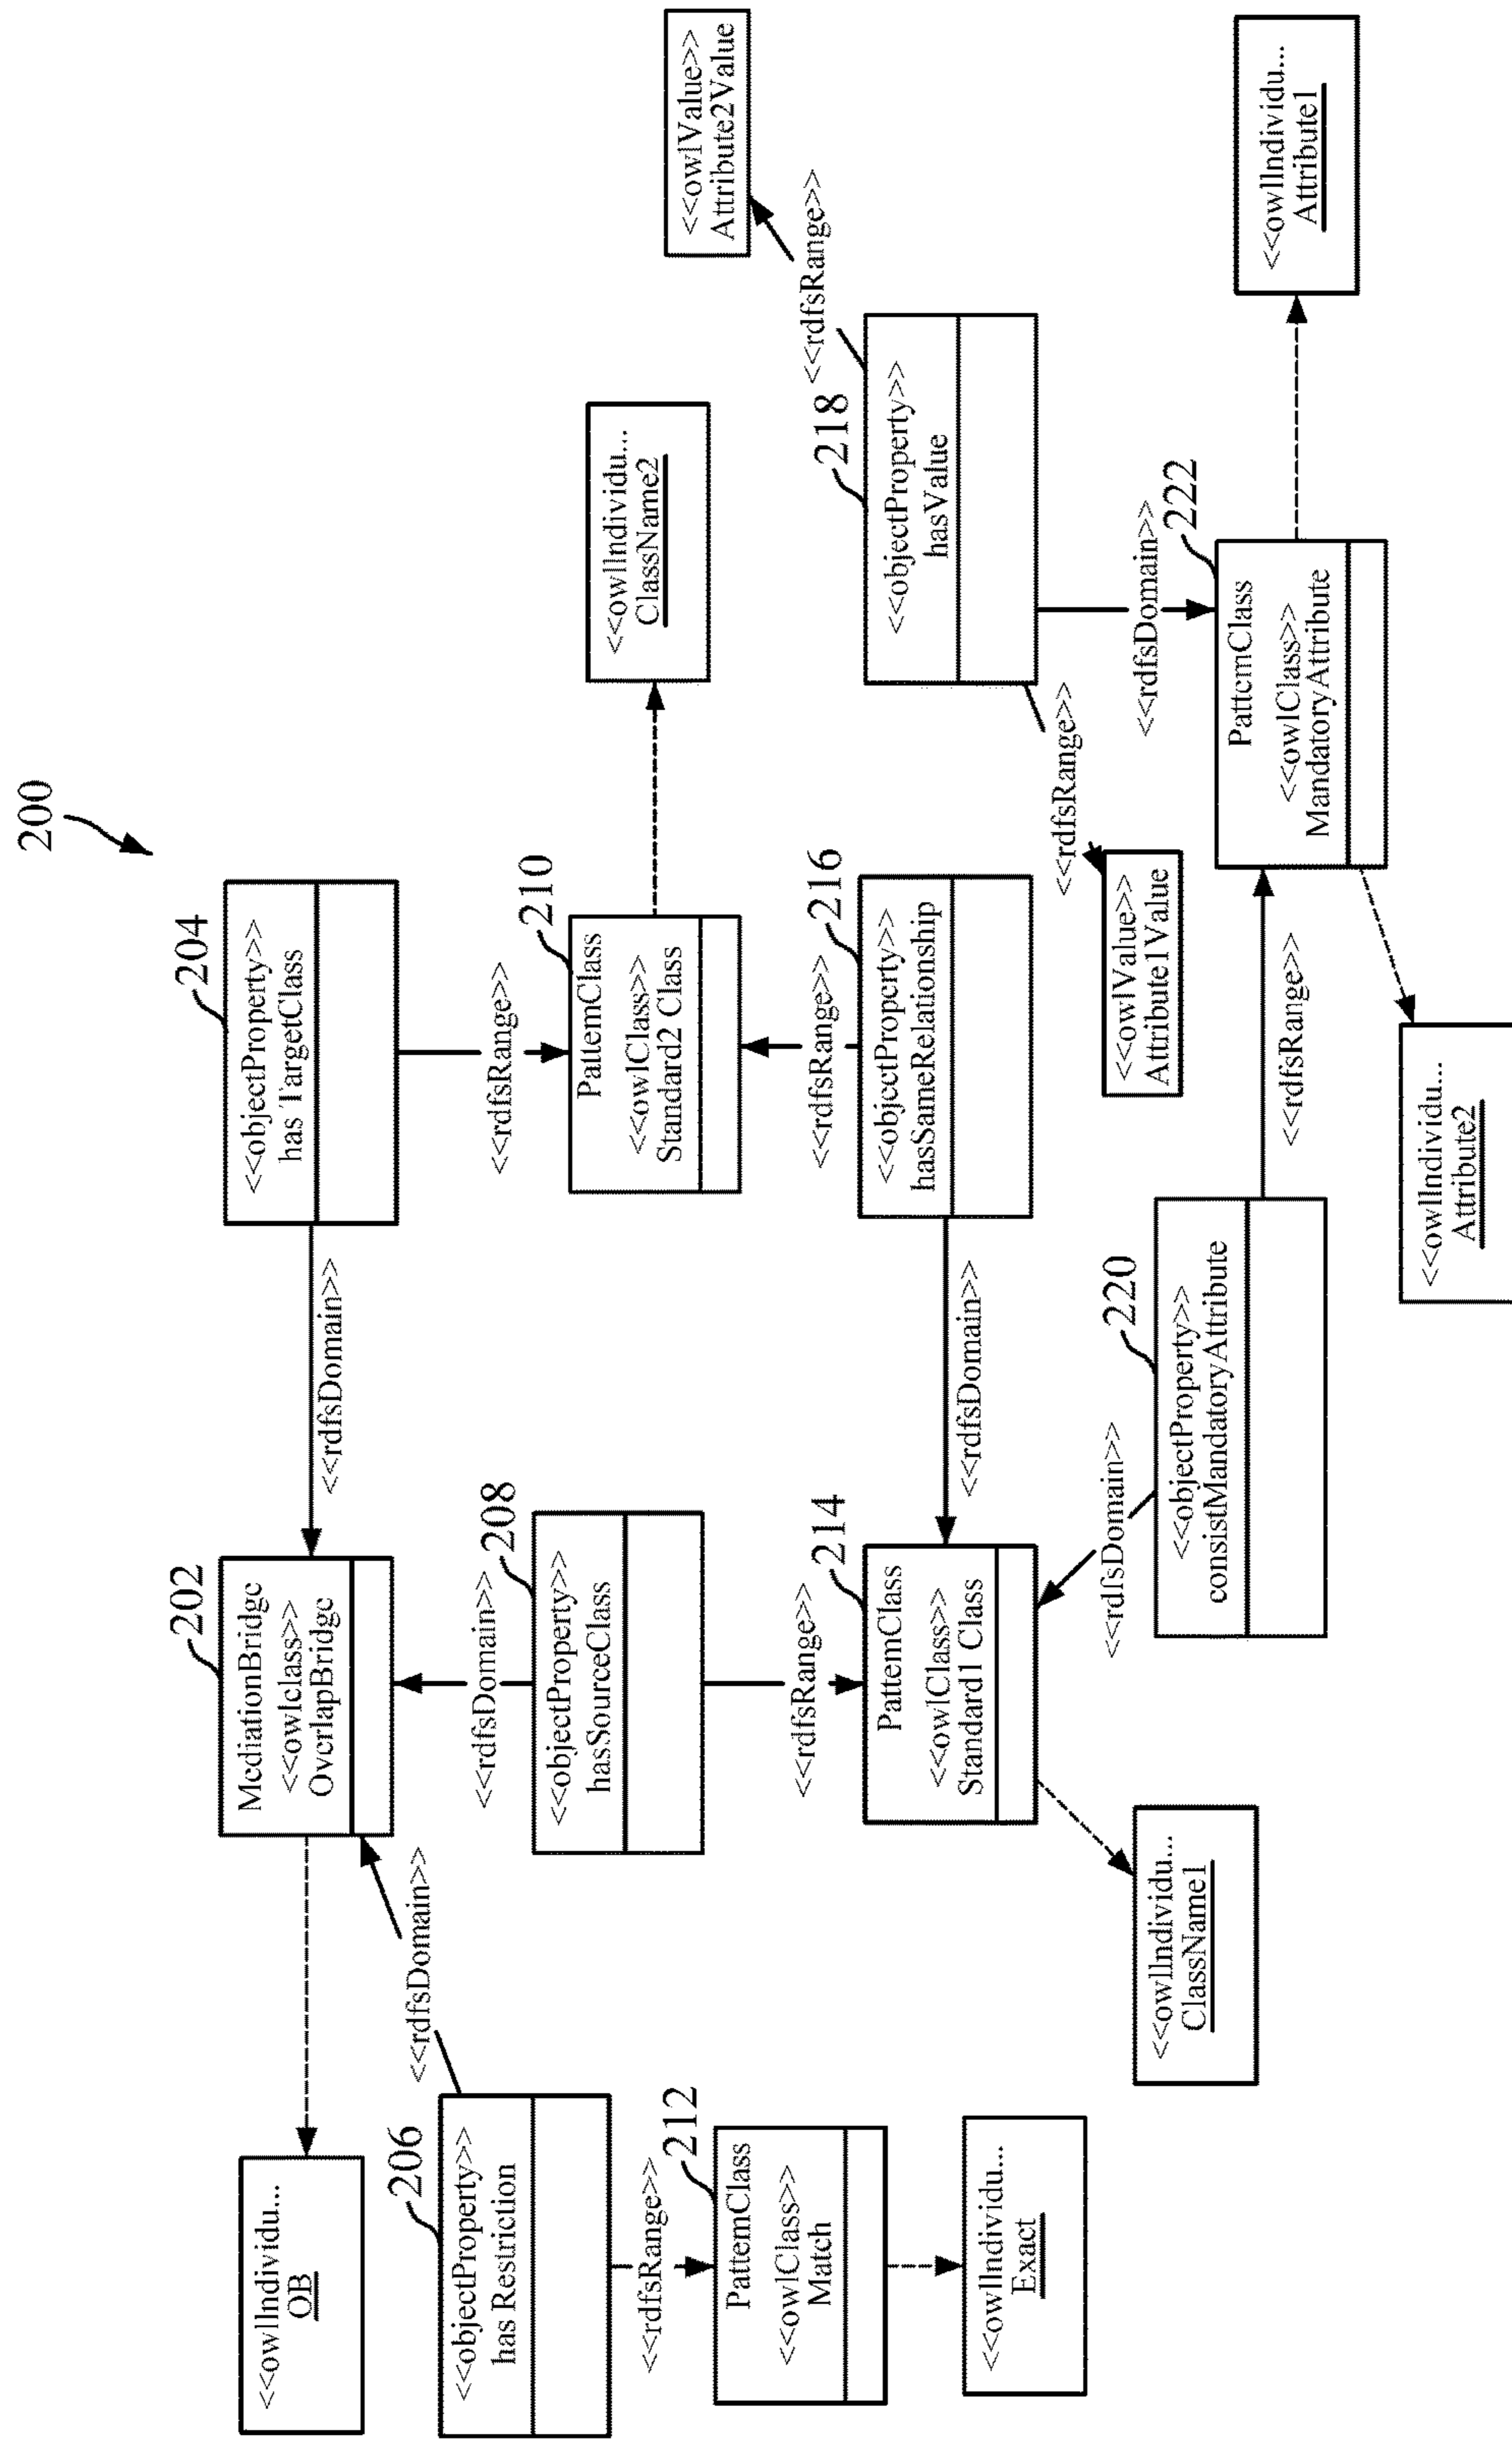 200
<<owlIndividu...
OB
202
MediationBridge
<<owlclass>>
OverlapBridge
<<rdfsDomain>>
204
<<objectProperty>>
has TargetClass
206
<<objectProperty>>
has Restriction
<<rdfsDomain>>
<<rdfsDomain>>
208
<<objectProperty>>
hasSourceClass
<<rdfsRange>>
210
PatternClass
<<owlClass>>
Standard2 Class
<<owlIndividu...
ClassName2
<<owlValue>>
Attribute2Value
<<rdfsRange>>
212
PatternClass
<<owlClass>>
Match
<<rdfsRange>>
214
PatternClass
<<owlClass>>
Standard1 Class
<<rdfsDomain>>
<<rdfsRange>>
216
<<objectProperty>>
hasSameRelationship
<<rdfsRange>>
218
<<objectProperty>>
hasValue
<<owlIndividu...
Exact
<<owlIndividu...
ClassName1
<<rdfsDomain>>
220
<<objectProperty>>
consistMandatoryAttribute
<<rdfsRange>>
<<owlValue>>
Attribute1Value
<<rdfsRange>>
<<rdfsDomain>>
222
PatternClass
<<owlClass>>
MandatoryAttribute
<<owlIndividu...
Attribute1
<<owlIndividu...
Attribute2